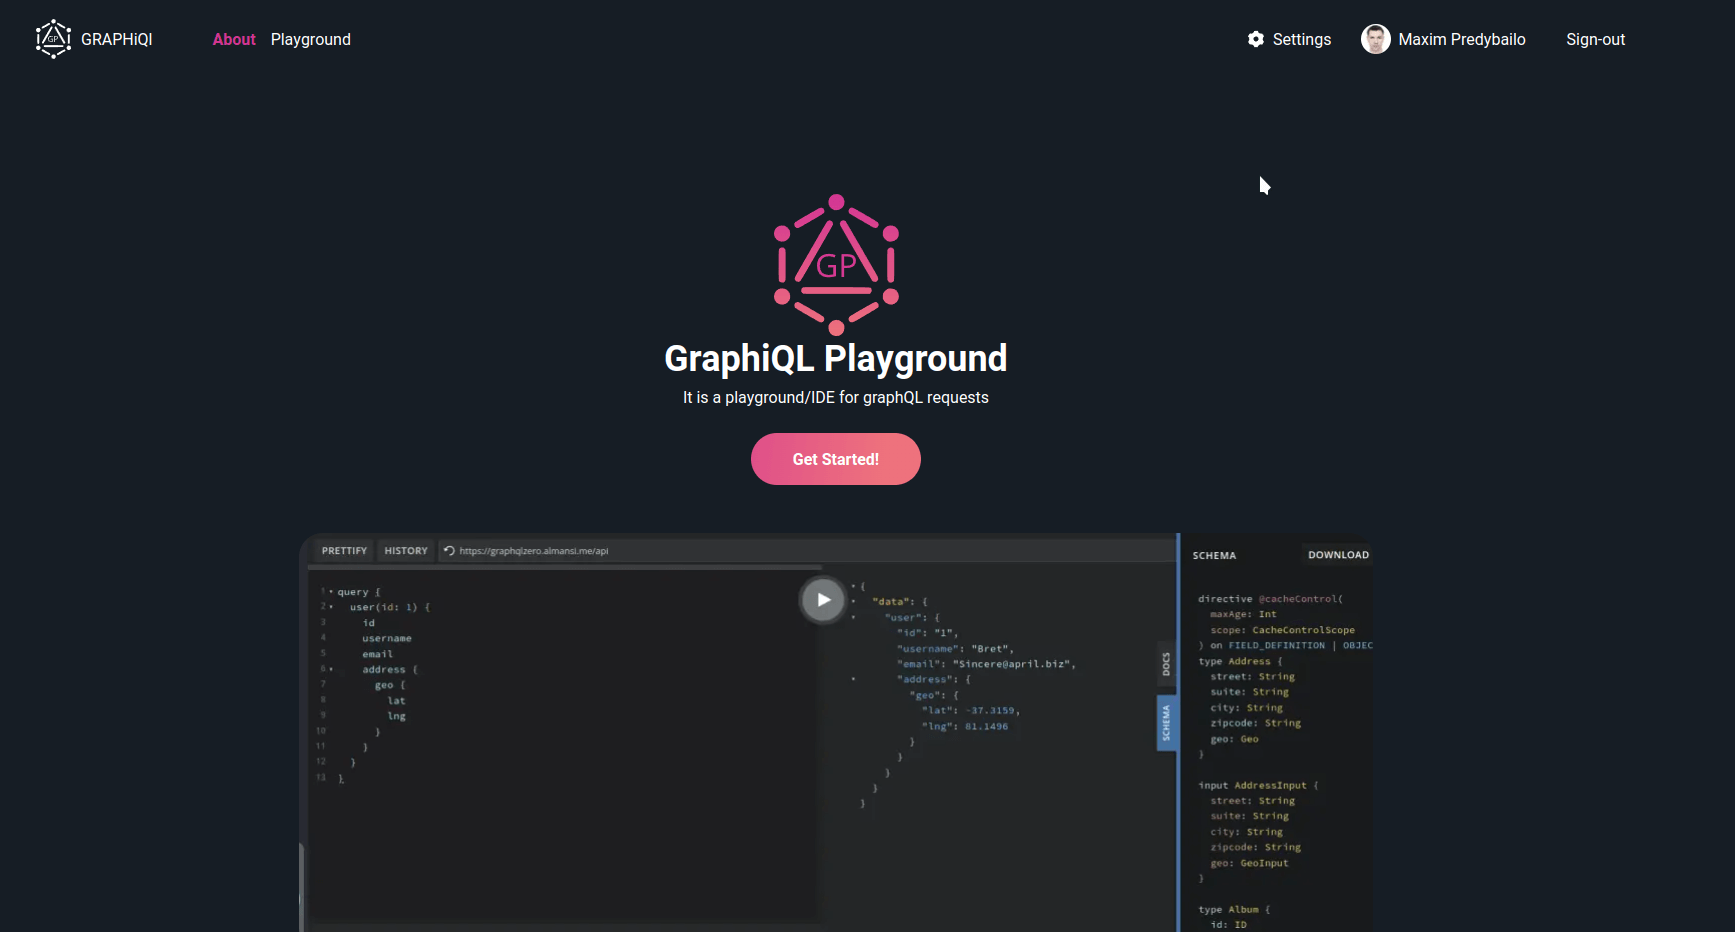 GP GRAPHiQl About Playground Settings Maxim Predybailo Sign-out
GP
GraphiQL Playground
It is a playground/IDE for graphQL requests
Get Started!
PRETTIFY HISTORY https://graphqlzero.almansi.me/api
1 query {
2 user(id: 1) {
3 id
4 username
5 email
6 address {
7 geo {
8 lat
9 lng
10 }
11 }
12 }
13 }
{
"data": {
"user": {
"id": "1",
"username": "Bret",
"email": "Sincere@april.biz",
"address": {
"geo": {
"lat": -37.3159,
"lng": 81.1496
}
}
}
}
}
DOCS
SCHEMA
SCHEMA DOWNLOAD
directive @cacheControl(
maxAge: Int
scope: CacheControlScope
) on FIELD_DEFINITION | OBJEC
type Address {
street: String
suite: String
city: String
zipcode: String
geo: Geo
}
input AddressInput {
street: String
suite: String
city: String
zipcode: String
geo: GeoInput
}
type Album {
id: ID